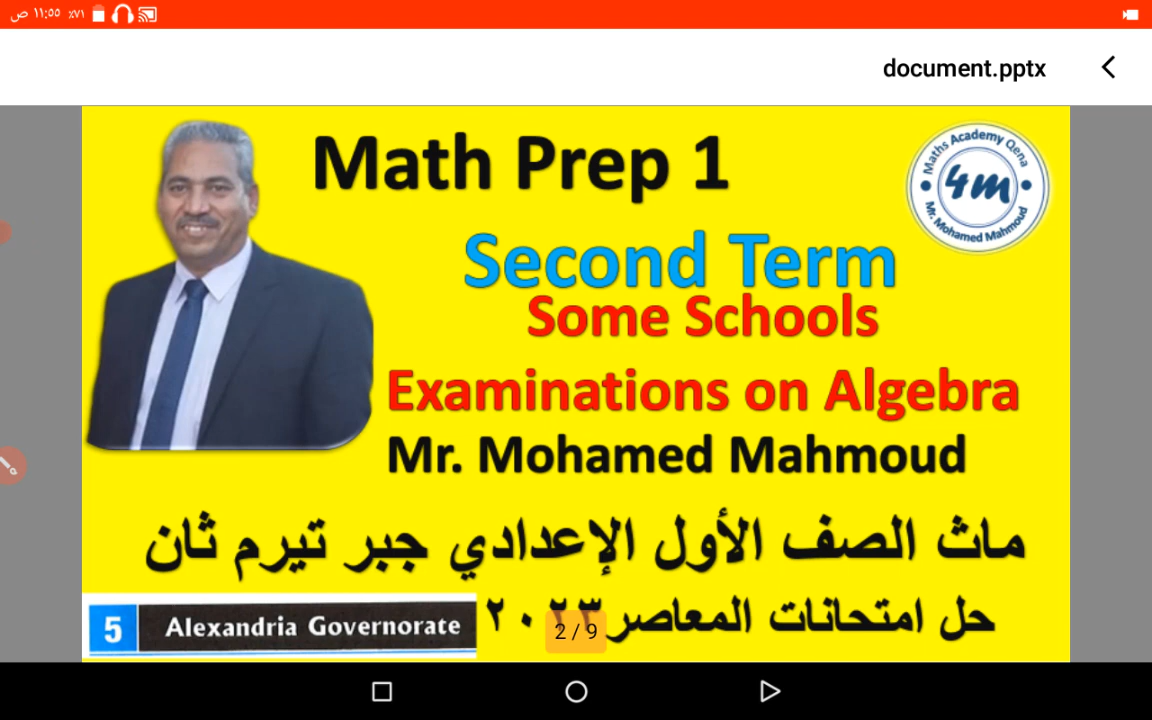 ١١:٥٥ ص ٪٧١
document.pptx
Math Prep 1
Maths Academy Qena
4m
Mr. Mohamed Mahmoud
Second Term
Some Schools
Examinations on Algebra
Mr. Mohamed Mahmoud
ماث الصف الأول الإعدادي جبر تيرم ثان
حل امتحانات المعاصر ٢٠٢٣
5 Alexandria Governorate
2 / 9